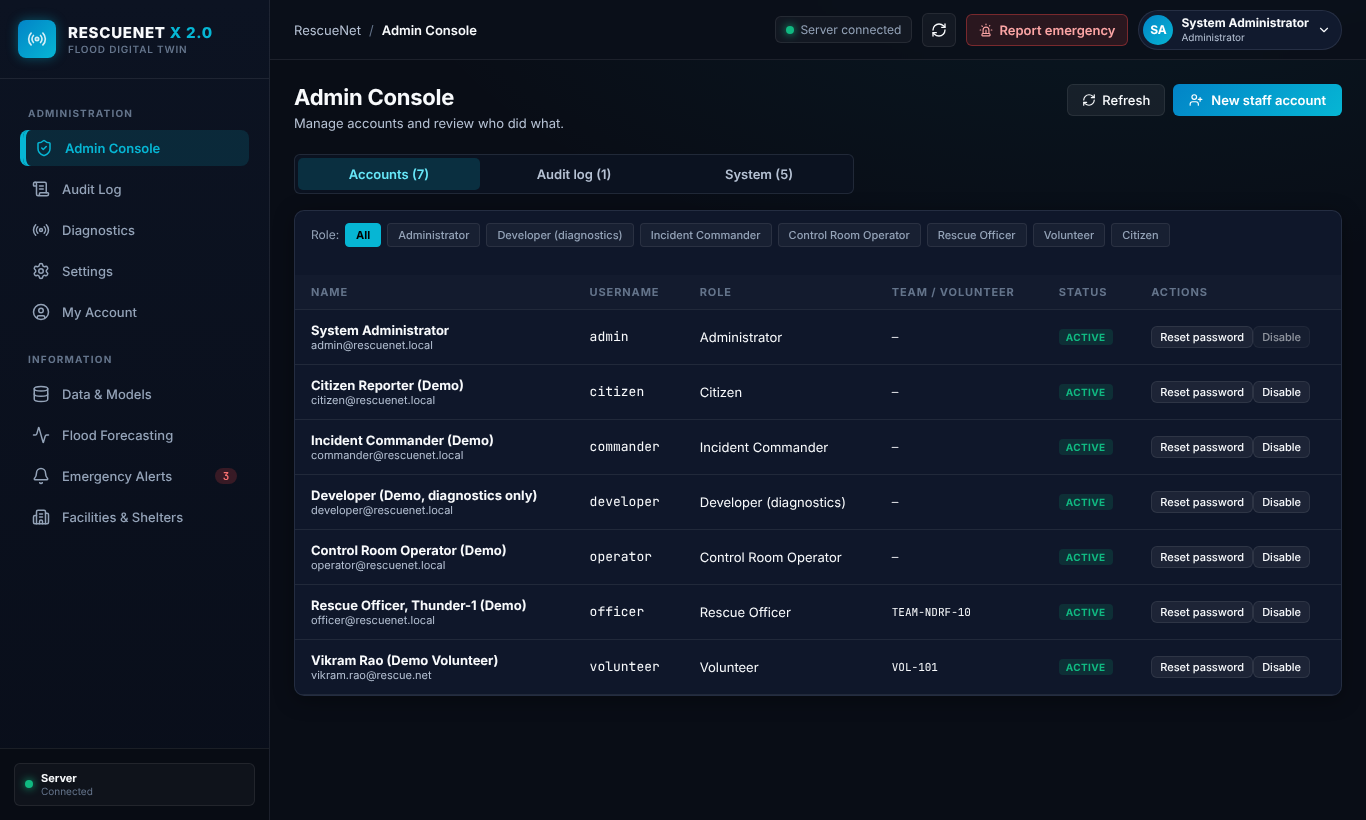 RESCUENET X 2.0
FLOOD DIGITAL TWIN
ADMINISTRATION
Admin Console
Audit Log
Diagnostics
Settings
My Account
INFORMATION
Data & Models
Flood Forecasting
Emergency Alerts 3
Facilities & Shelters
Server
Connected
RescueNet / Admin Console
Server connected
Report emergency
SA
System Administrator
Administrator
Admin Console
Manage accounts and review who did what.
Refresh
New staff account
Accounts (7) Audit log (1) System (5)
Role: All Administrator Developer (diagnostics) Incident Commander Control Room Operator Rescue Officer Volunteer Citizen
NAME USERNAME ROLE TEAM / VOLUNTEER STATUS ACTIONS
System Administrator
admin@rescuenet.local
admin Administrator – ACTIVE Reset password Disable
Citizen Reporter (Demo)
citizen@rescuenet.local
citizen Citizen – ACTIVE Reset password Disable
Incident Commander (Demo)
commander@rescuenet.local
commander Incident Commander – ACTIVE Reset password Disable
Developer (Demo, diagnostics only)
developer@rescuenet.local
developer Developer (diagnostics) – ACTIVE Reset password Disable
Control Room Operator (Demo)
operator@rescuenet.local
operator Control Room Operator – ACTIVE Reset password Disable
Rescue Officer, Thunder-1 (Demo)
officer@rescuenet.local
officer Rescue Officer TEAM-NDRF-10 ACTIVE Reset password Disable
Vikram Rao (Demo Volunteer)
vikram.rao@rescue.net
volunteer Volunteer VOL-101 ACTIVE Reset password Disable